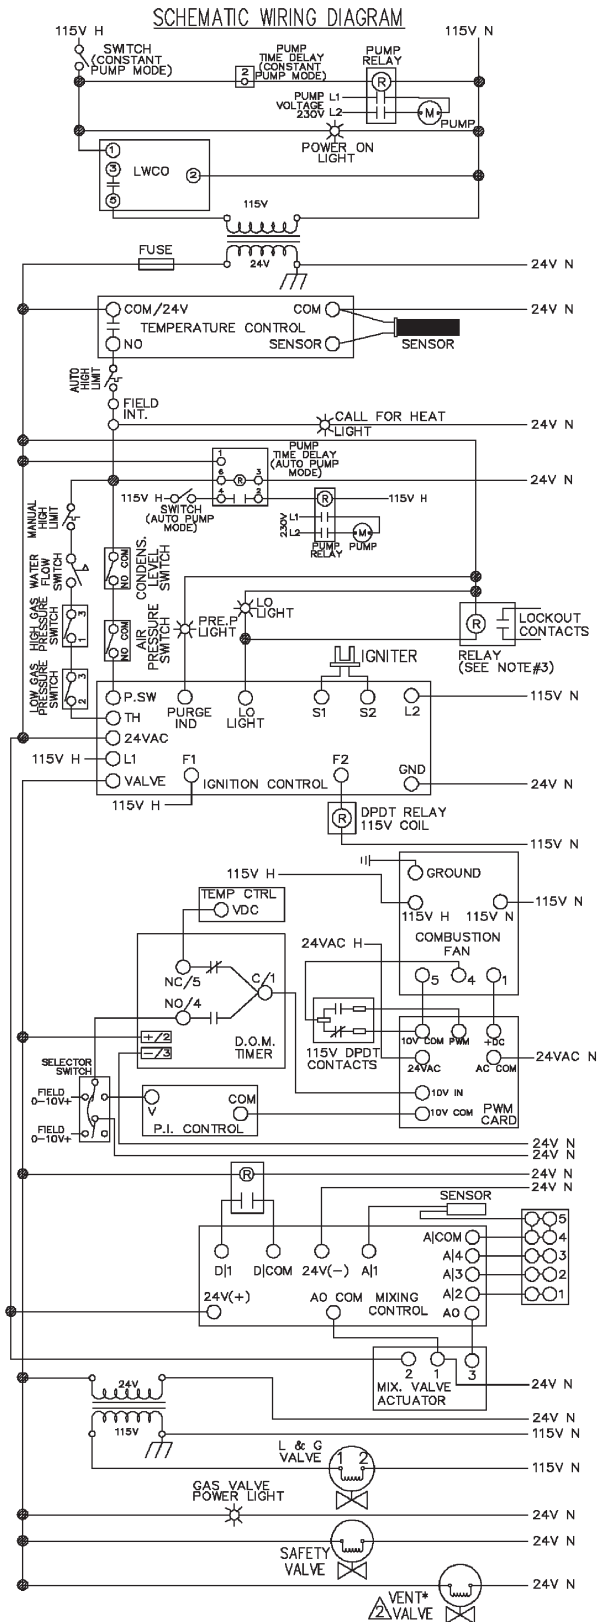 SCHEMATIC WIRING DIAGRAM
115V H
115V N
SWITCH
(CONSTANT
PUMP MODE)
PUMP
TIME DELAY
(CONSTANT
PUMP MODE)
2
PUMP
RELAY
R
PUMP
VOLTAGE
230V
L1
L2
M
PUMP
POWER ON
LIGHT
1
3
5
LWCO
2
115V
24V
FUSE
24V N
COM/24V
COM
24V N
TEMPERATURE CONTROL
NO
SENSOR
SENSOR
AUTO
HIGH
LIMIT
FIELD
INT.
CALL FOR HEAT
LIGHT
24V N
PUMP
TIME DELAY
(AUTO PUMP
MODE)
1
6
R
3
4
2
24V N
115V H
SWITCH
(AUTO PUMP
MODE)
R
115V H
230V
L1
L2
M
PUMP
RELAY
PUMP
MANUAL
HIGH
LIMIT
WATER
FLOW
SWITCH
HIGH GAS
PRESSURE
SWITCH
3
1
LOW GAS
PRESSURE
SWITCH
3
2
NO COM
CONDENS.
LEVEL
SWITCH
NO COM
AIR
PRESSURE
SWITCH
PRE.P
LIGHT
LO
LIGHT
R
LOCKOUT
CONTACTS
RELAY
(SEE NOTE#3)
IGNITER
P.SW
PURGE
IND
LO
LIGHT
S1
S2
L2
115V N
TH
24VAC
115V H
L1
VALVE
F1
IGNITION CONTROL
F2
GND
24V N
115V H
R
DPDT RELAY
115V COIL
115V N
115V H
GROUND
115V H
115V N
115V N
COMBUSTION
FAN
5
4
1
TEMP CTRL
VDC
24VAC H
NC/5
C/1
NO/4
D.O.M.
TIMER
+/2
-/3
115V DPDT
CONTACTS
10V COM
PWM
+DC
24VAC
AC COM
24VAC N
10V IN
10V COM
PWM
CARD
SELECTOR
SWITCH
FIELD
0-10V+
FIELD
0-10V+
V
COM
P.I. CONTROL
24V N
24V N
24V N
24V N
R
SENSOR
D|1
D|COM
24V(-)
A|1
A|COM
A|4
A|3
A|2
AO
5
4
3
2
1
24V(+)
AO COM
MIXING
CONTROL
2
1
3
MIX. VALVE
ACTUATOR
24V N
24V
115V
24V N
115V N
L & G
VALVE
1
2
115V N
GAS VALVE
POWER LIGHT
24V N
SAFETY
VALVE
24V N
2
VENT*
VALVE
24V N